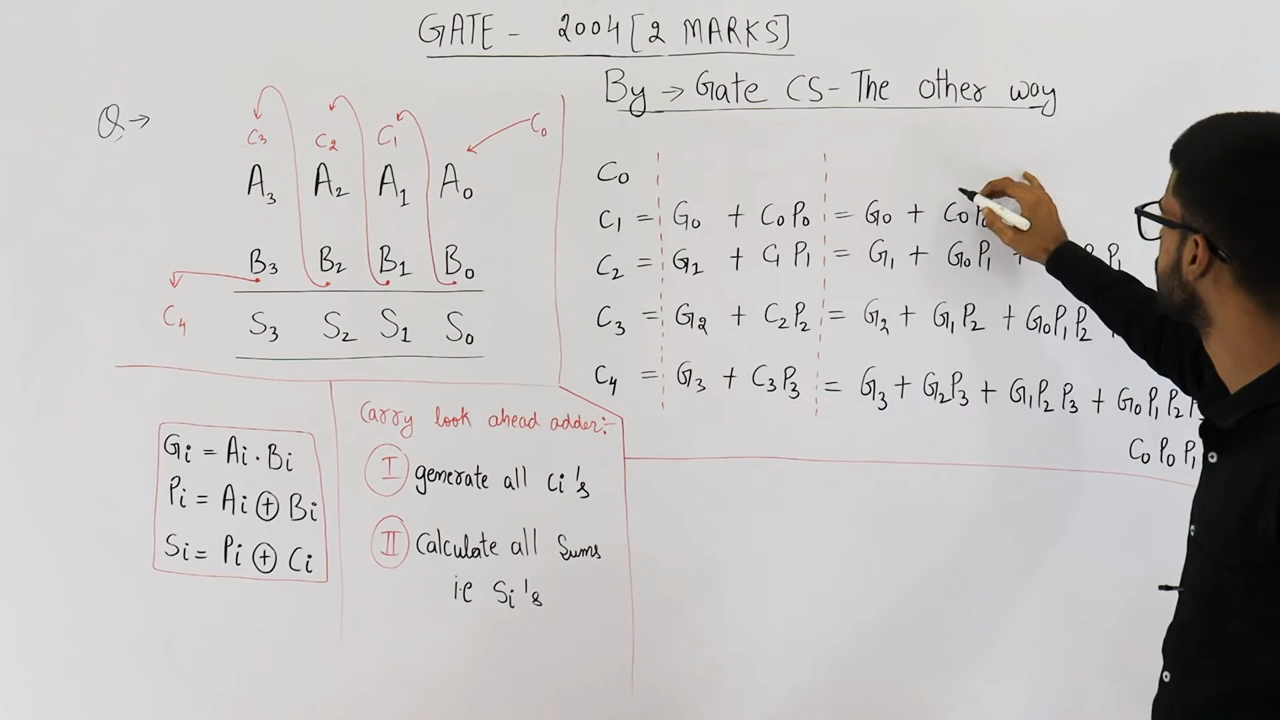 GATE - 2004 [2 MARKS]
By → Gate CS - The other way
Q →
C3 C2 C1 C0
A3 A2 A1 A0
B3 B2 B1 B0
C4
S3 S2 S1 S0
C0
C1 = G0 + C0P0 = G0 + C0P
C2 = G1 + C1P1 = G1 + G0P1 + P1
C3 = G2 + C2P2 = G2 + G1P2 + G0P1P2
C4 = G3 + C3P3 = G3 + G2P3 + G1P2P3 + G0P1P2P
C0P0P1
Gi = Ai · Bi
Pi = Ai ⊕ Bi
Si = Pi ⊕ Ci
Carry look ahead adder:-
I generate all Ci's
II Calculate all Sums
i.e Si's